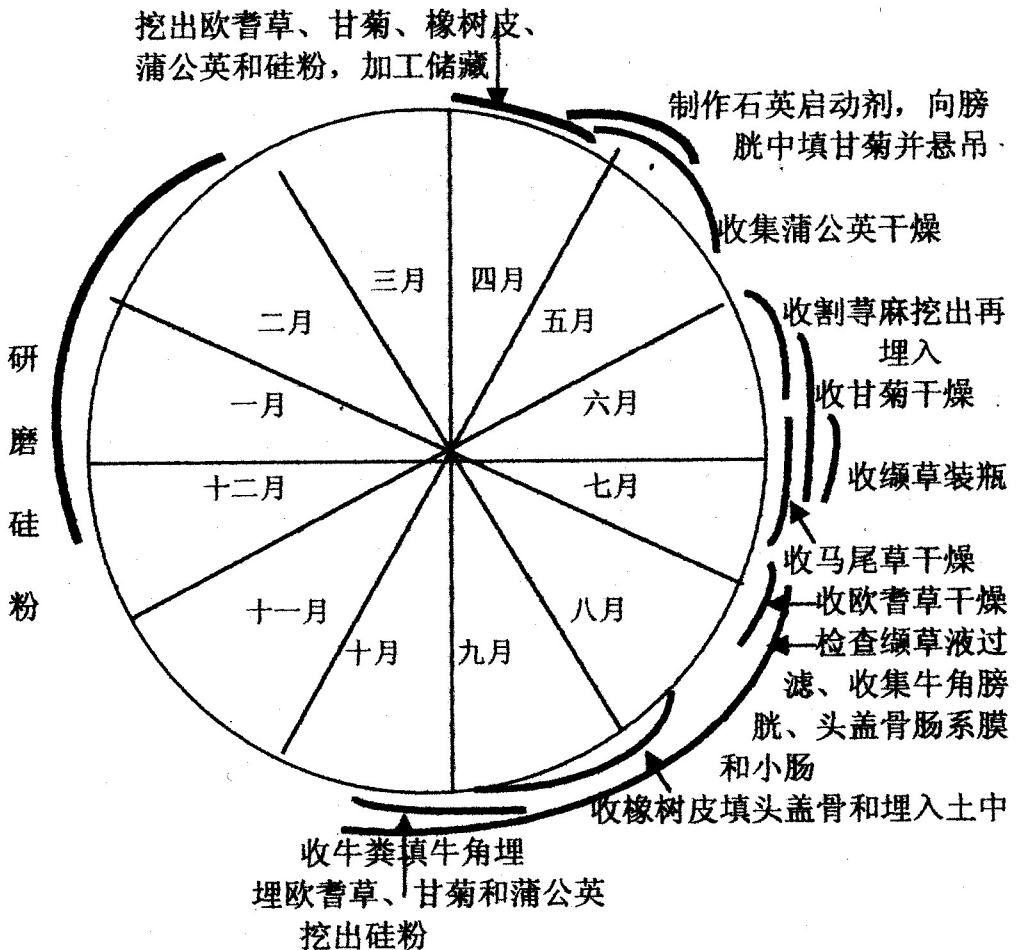 挖出欧蓍草、甘菊、橡树皮、
蒲公英和硅粉，加工储藏
制作石英启动剂，向膀
胱中填甘菊并悬吊
收集蒲公英干燥
收割荨麻挖出再
埋入
收甘菊干燥
收缬草装瓶
收马尾草干燥
收欧蓍草干燥
检查缬草液过
滤、收集牛角膀
胱、头盖骨肠系膜
和小肠
收橡树皮填头盖骨和埋入土中
收牛粪填牛角埋
埋欧蓍草、甘菊和蒲公英
挖出硅粉
研
磨
硅
粉
三月
四月
二月
五月
一月
六月
十二月
七月
十一月
八月
十月
九月